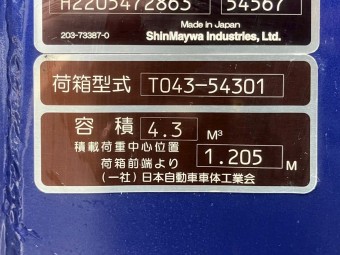 H2205472863 54567
Made in Japan
203-73387-0 ShinMaywa Industries, Ltd.
荷箱型式 T043-54301
容積 4.3 M³
積載荷重中心位置
荷箱前端より 1.205 M
(一社)日本自動車車体工業会